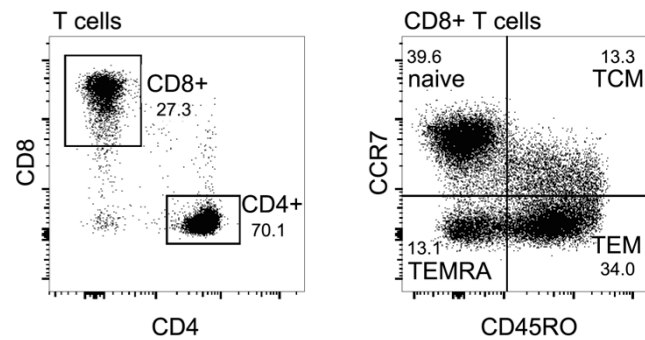 T cells
CD8+
27.3
CD4+
70.1
CD8
CD4
CD8+ T cells
39.6
naive
13.3
TCM
13.1
TEMRA
TEM
34.0
CCR7
CD45RO